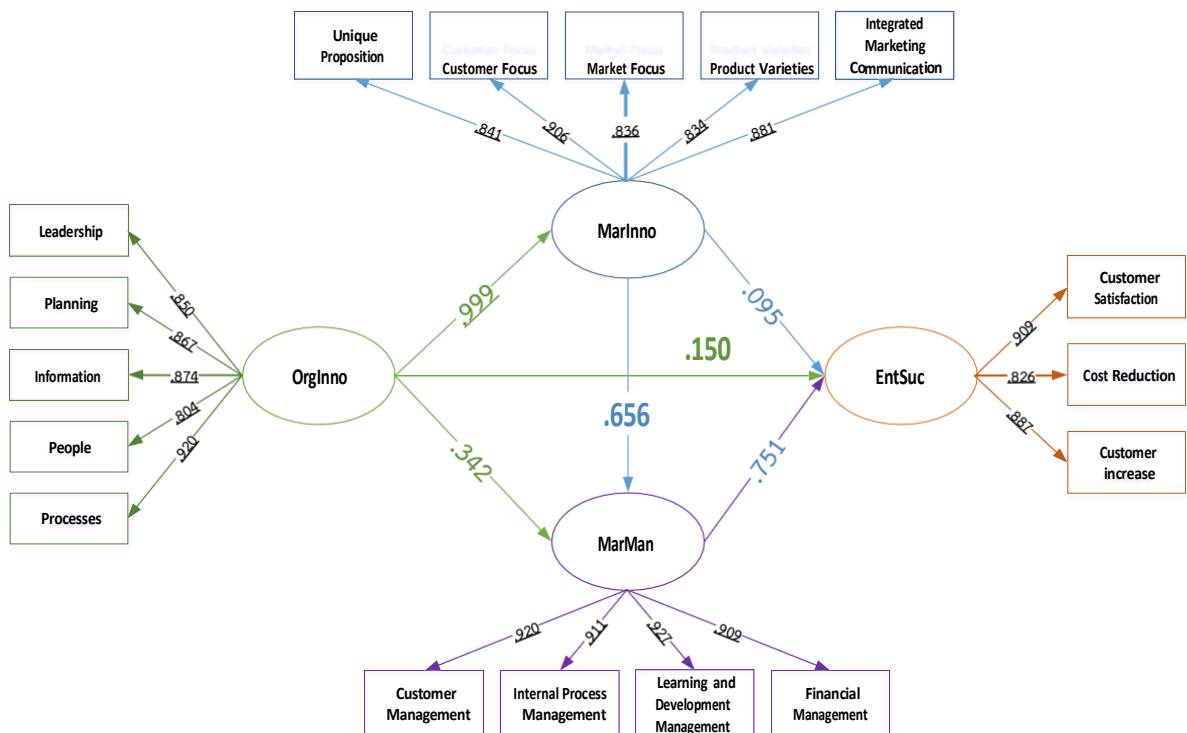 Unique
Proposition
Customer Focus
Customer Focus
Market Focus
Market Focus
Product Varieties
Product Varieties
Integrated
Marketing
Communication
.841
.906
.836
.834
.881
Leadership
Planning
Information
People
Processes
.850
.867
.874
.804
.920
OrgInno
MarInno
MarMan
EntSuc
.999
.342
.150
.656
.095
.751
.909
.826
.887
Customer
Satisfaction
Cost Reduction
Customer
increase
.920
.911
.927
.909
Customer
Management
Internal Process
Management
Learning and
Development
Management
Financial
Management